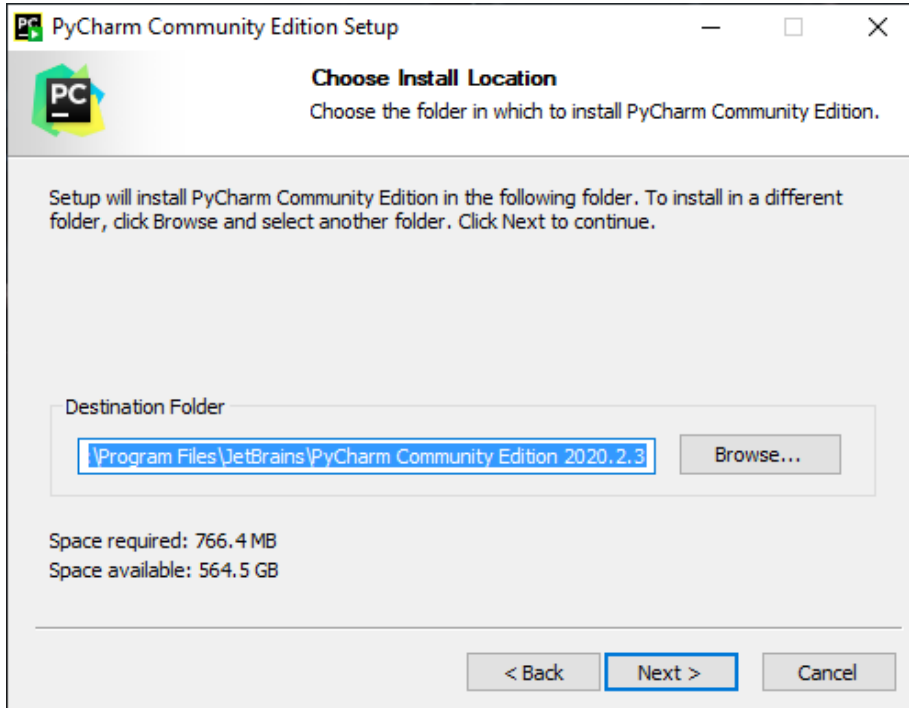 PyCharm Community Edition Setup
Choose Install Location
Choose the folder in which to install PyCharm Community Edition.
PC
Setup will install PyCharm Community Edition in the following folder. To install in a different
folder, click Browse and select another folder. Click Next to continue.
Destination Folder
:\Program Files\JetBrains\PyCharm Community Edition 2020.2.3
Browse...
Space required: 766.4 MB
Space available: 564.5 GB
< Back
Next >
Cancel